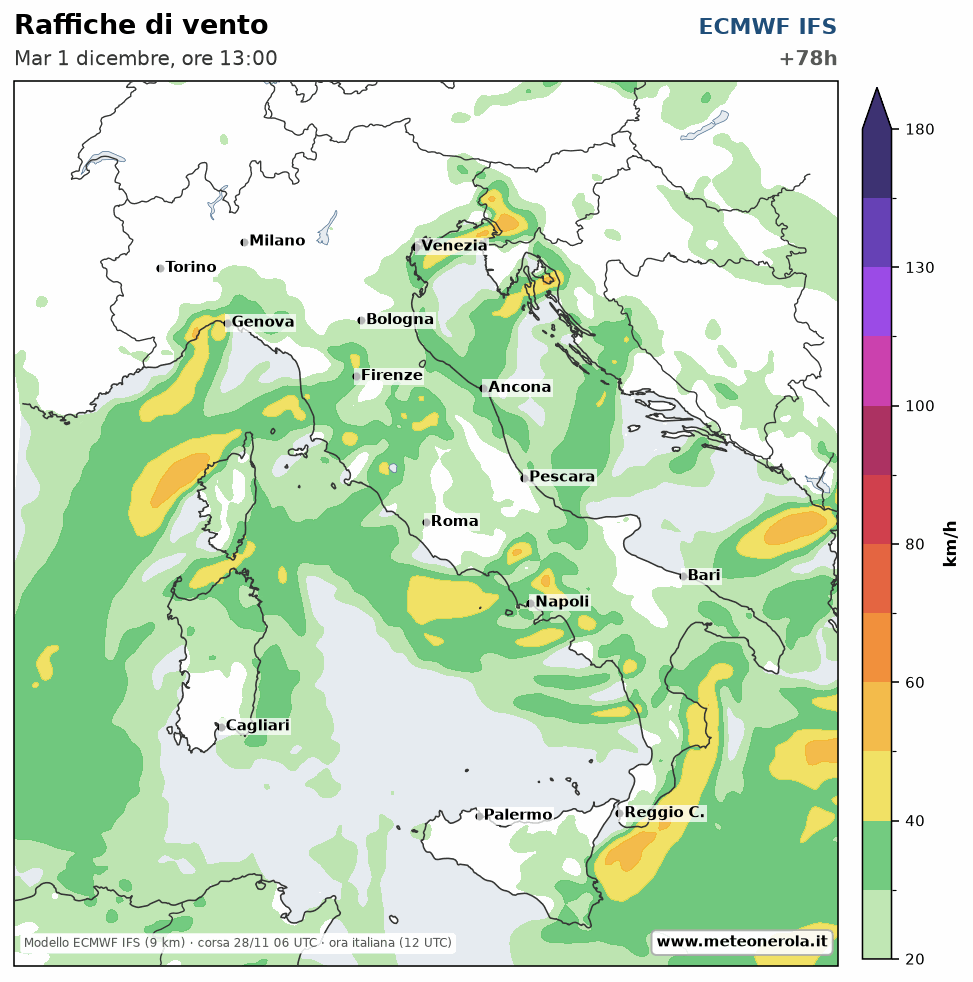 Raffiche di vento
ECMWF IFS
Mar 1 dicembre, ore 13:00
+78h
180
130
100
80
60
40
20
km/h
Milano
Venezia
Torino
Genova
Bologna
Firenze
Ancona
Pescara
Roma
Bari
Napoli
Cagliari
Palermo
Reggio C.
Modello ECMWF IFS (9 km) · corsa 28/11 06 UTC · ora italiana (12 UTC)
www.meteonerola.it